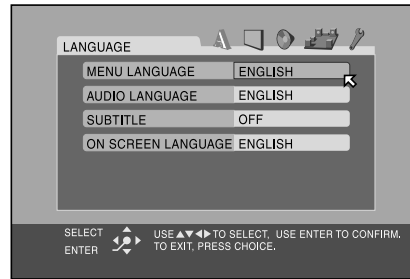 LANGUAGE
MENU LANGUAGE ENGLISH
AUDIO LANGUAGE ENGLISH
SUBTITLE OFF
ON SCREEN LANGUAGE ENGLISH
SELECT
ENTER
USE ▲▼◀▶ TO SELECT, USE ENTER TO CONFIRM.
TO EXIT, PRESS CHOICE.